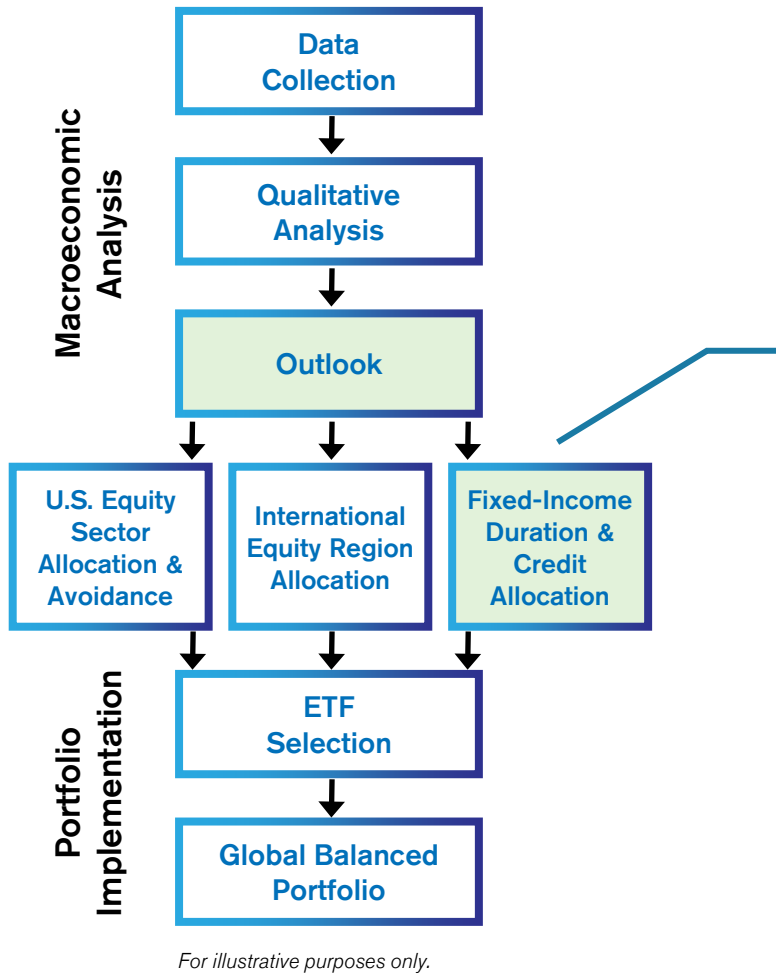 Macroeconomic
Analysis
Data
Collection
Qualitative
Analysis
Outlook
U.S. Equity
Sector
Allocation &
Avoidance
International
Equity Region
Allocation
Fixed-Income
Duration &
Credit
Allocation
Portfolio
Implementation
ETF
Selection
Global Balanced
Portfolio
For illustrative purposes only.